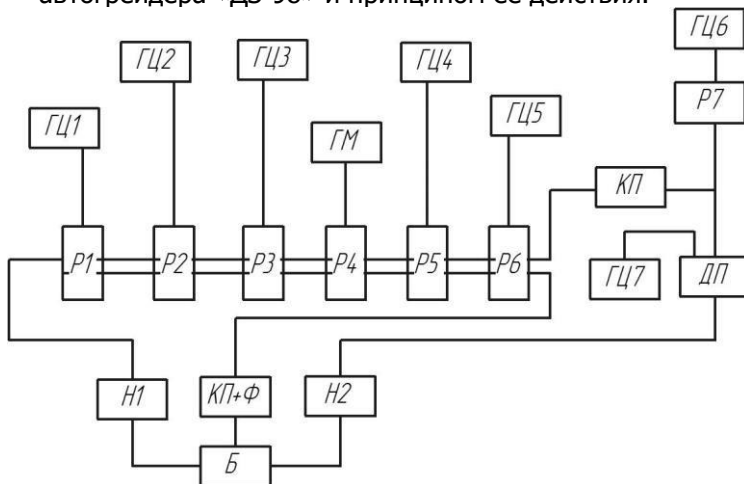 автогрейдера «ДЗ-98» и принципом ее действия.
ГЦ6
ГЦ2
ГЦ3
ГЦ4
Р7
ГЦ1
ГМ
ГЦ5
КП
Р1
Р2
Р3
Р4
Р5
Р6
ГЦ7
ДП
Н1
КП+Ф
Н2
Б